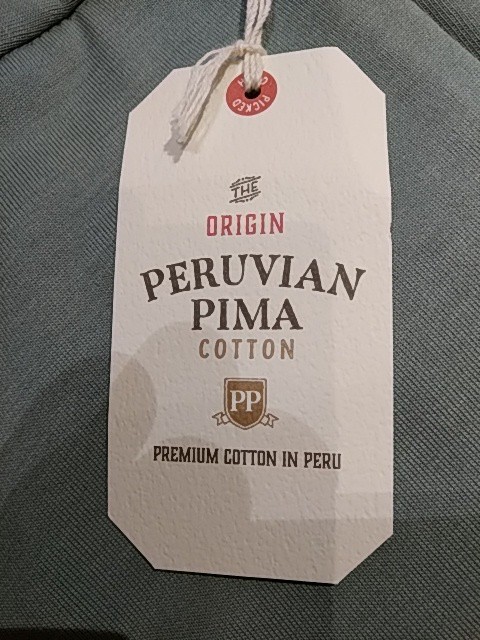 PICKED
THE
ORIGIN
PERUVIAN
PIMA
COTTON
PP
PREMIUM COTTON IN PERU